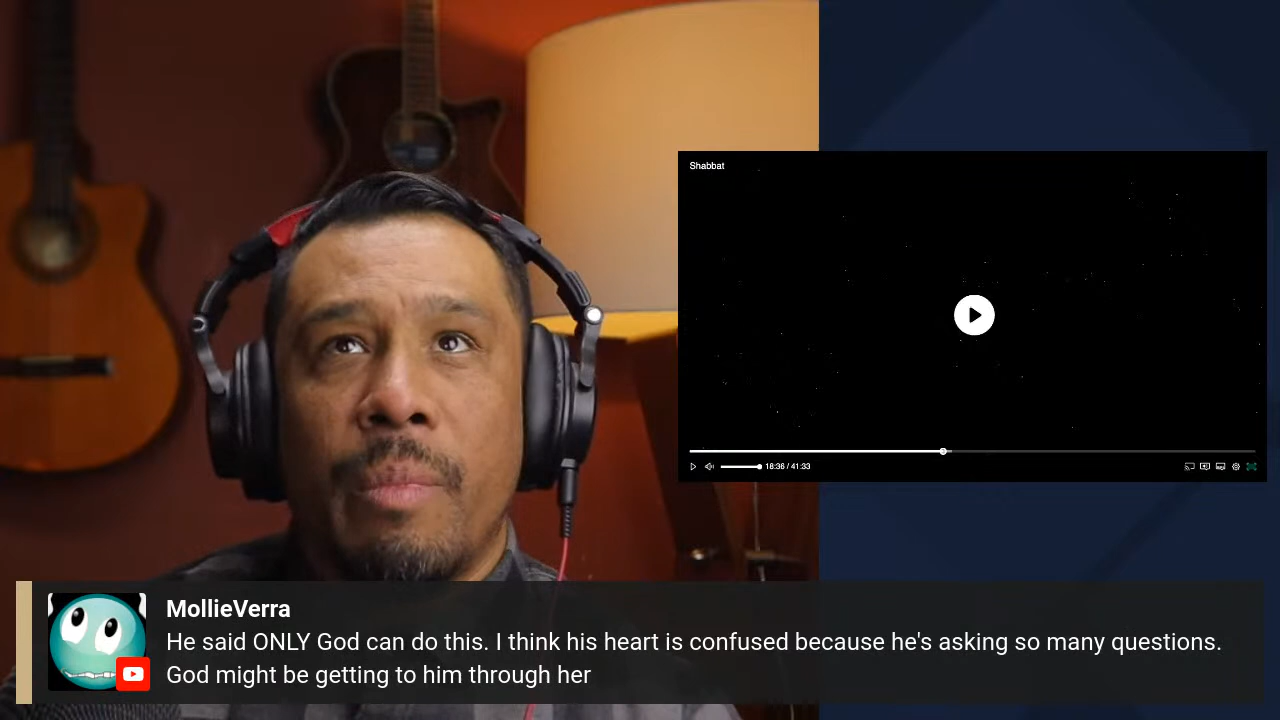 Shabbat
18:36 / 41:33
MollieVerra
He said ONLY God can do this. I think his heart is confused because he's asking so many questions.
God might be getting to him through her